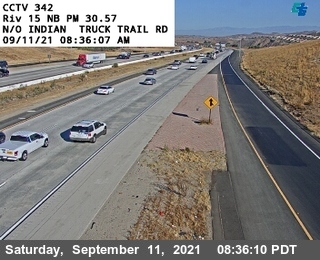 CCTV 342
Riv 15 NB PM 30.57
N/O INDIAN  TRUCK TRAIL RD
09/11/21 08:36:07 AM
Saturday, September 11, 2021 08:36:10 PDT